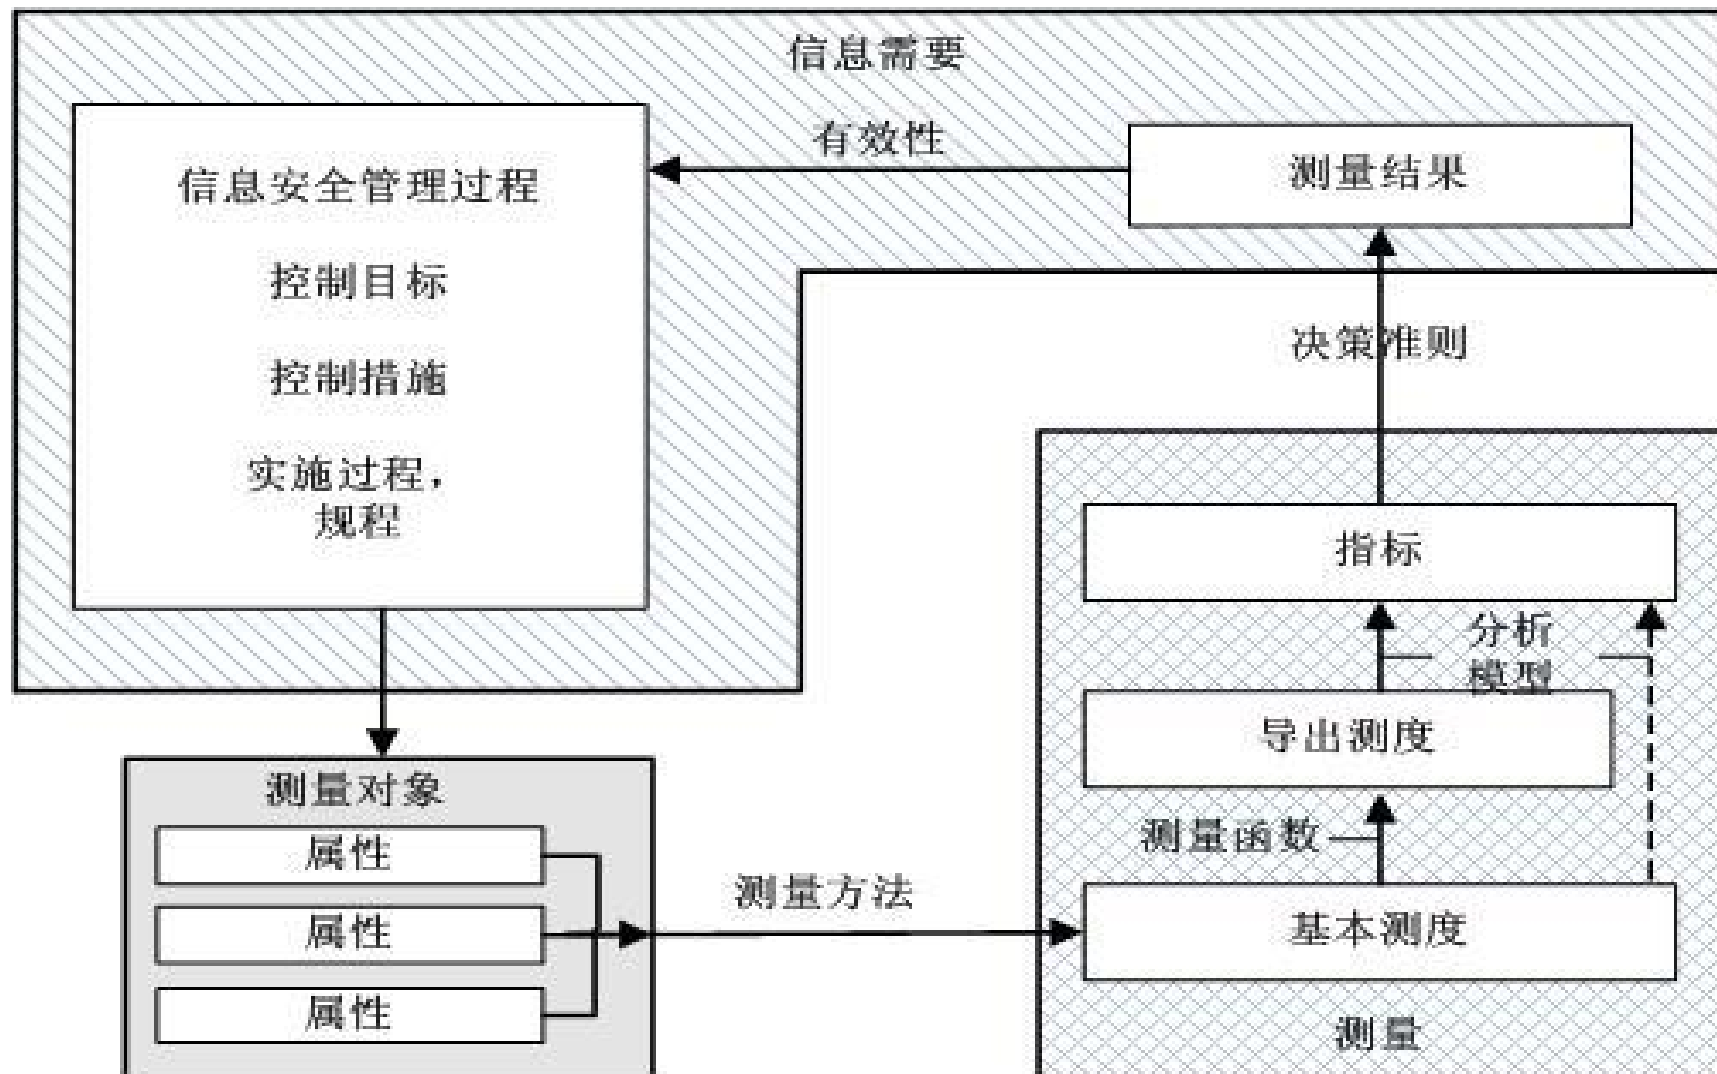 信息需要
有效性
测量结果
信息安全管理过程
控制目标
控制措施
实施过程，
规程
决策准则
指标
分析
模型
导出测度
测量函数
基本测度
测量
测量对象
属性
属性
属性
测量方法